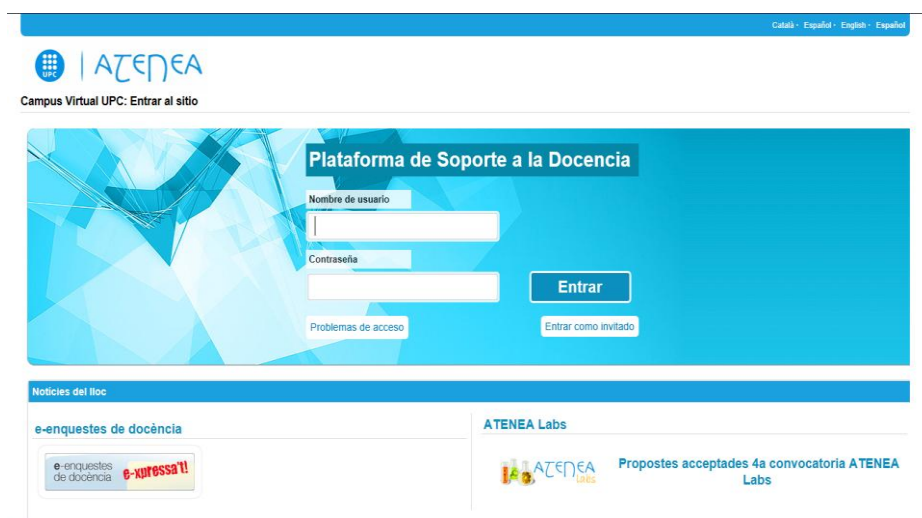 Català · Español · English · Español
UPC | ATENEA
Campus Virtual UPC: Entrar al sitio
Plataforma de Soporte a la Docencia
Nombre de usuario
Contraseña
Entrar
Problemas de acceso
Entrar como invitado
Notícies del lloc
e-enquestes de docència
e-enquestes
de docència
e-xpressa't!
ATENEA Labs
ATENEA
Labs
Propostes acceptades 4a convocatoria ATENEA
Labs